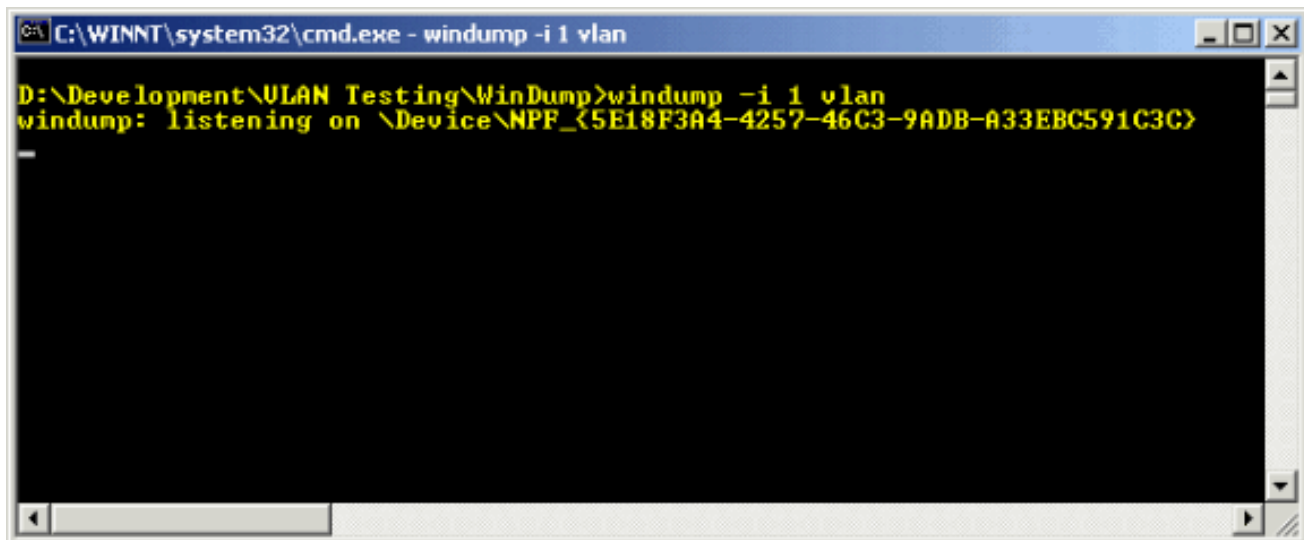 C:\WINNT\system32\cmd.exe - windump -i 1 vlan
D:\Development\VLAN Testing\WinDump>windump -i 1 vlan
windump: listening on \Device\NPF_{5E18F3A4-4257-46C3-9ADB-A33EBC591C3C}